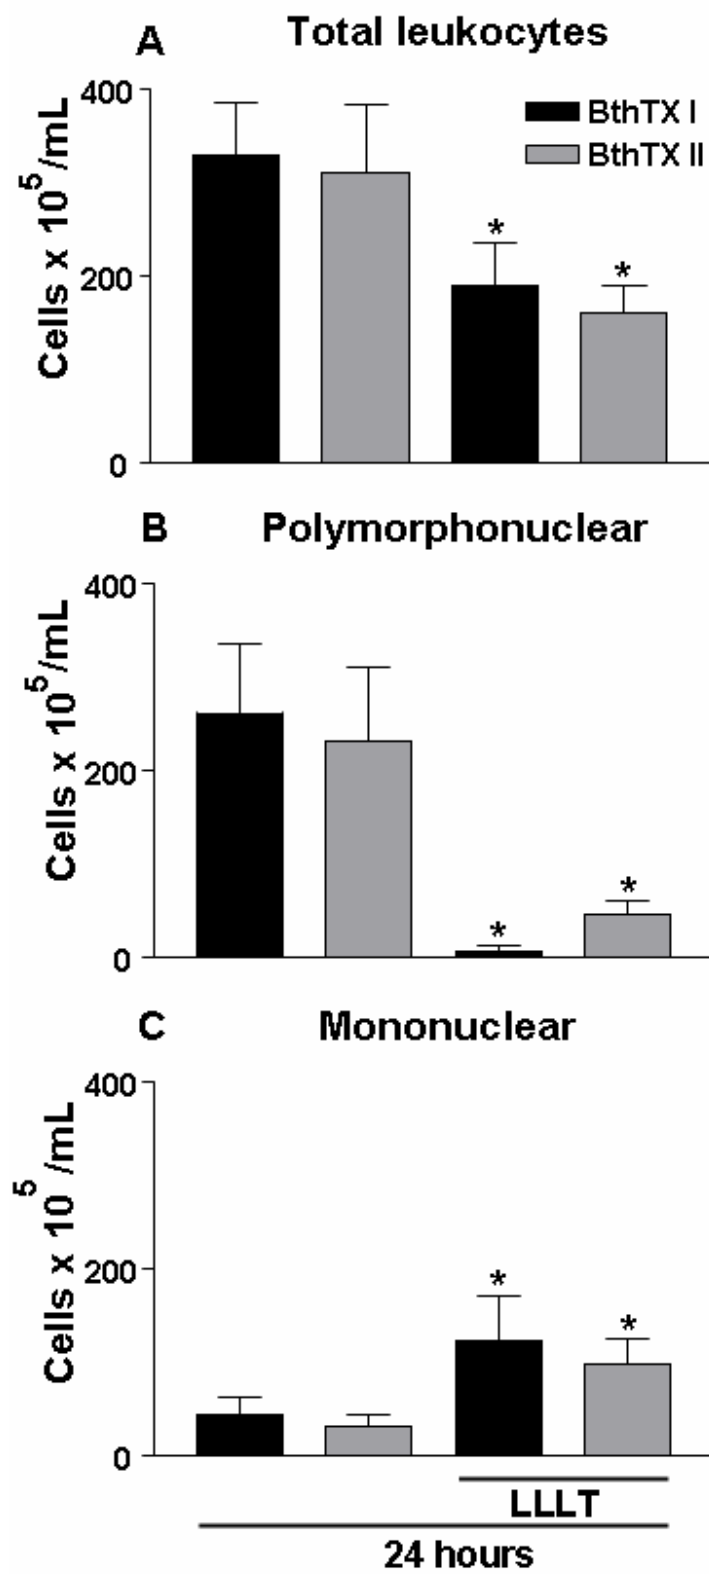 A Total leukocytes
400
200
0
Cells x 10⁵/mL
BthTX I
BthTX II
*
*
B Polymorphonuclear
400
200
0
Cells x 10⁵/mL
*
*
C Mononuclear
400
200
0
Cells x 10⁵/mL
*
*
LLLT
24 hours